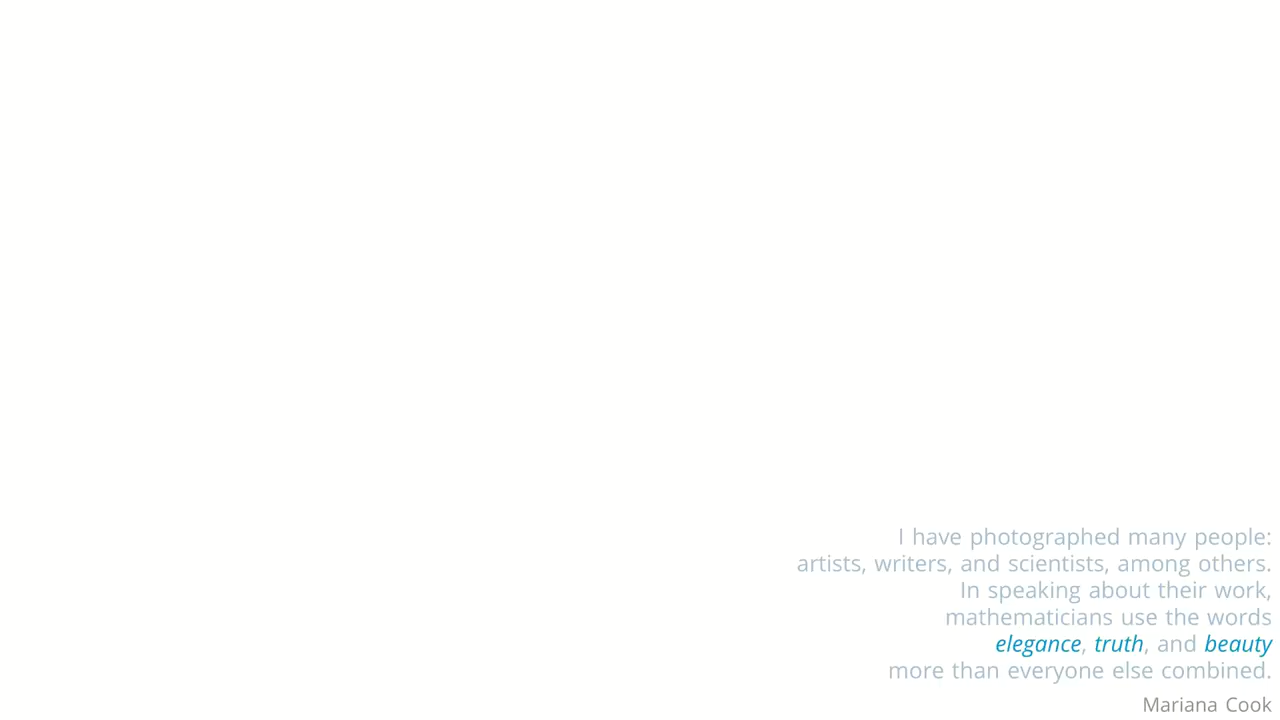 I have photographed many people:
artists, writers, and scientists, among others.
In speaking about their work,
mathematicians use the words
elegance, truth, and beauty
more than everyone else combined.
Mariana Cook